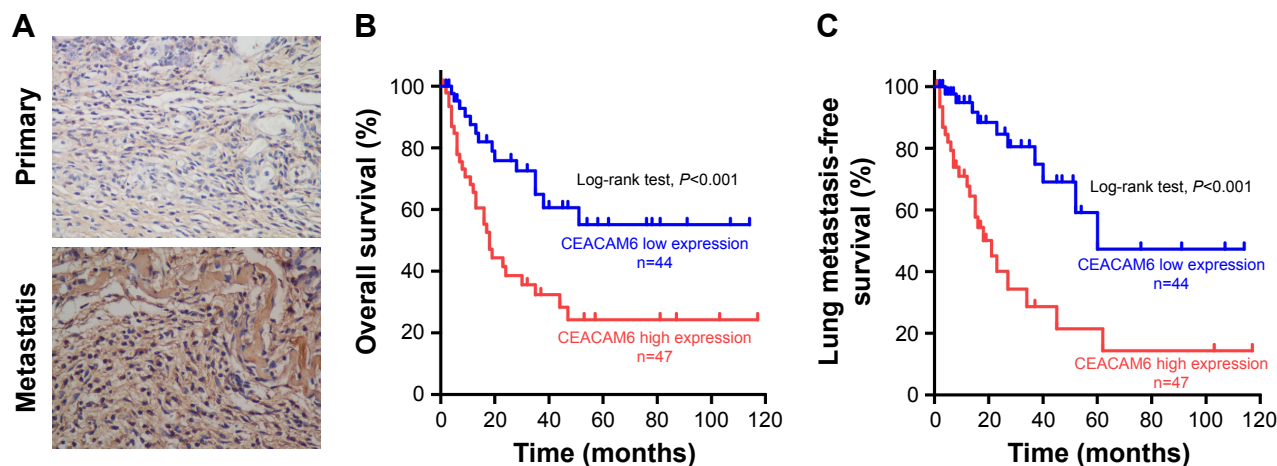 A
Primary
Metastatis
B
Overall survival (%)
100
80
60
40
20
0
Log-rank test, P<0.001
CEACAM6 low expression
n=44
CEACAM6 high expression
n=47
0 20 40 60 80 100 120
Time (months)
C
Lung metastasis-free
survival (%)
100
80
60
40
20
0
Log-rank test, P<0.001
CEACAM6 low expression
n=44
CEACAM6 high expression
n=47
0 20 40 60 80 100 120
Time (months)